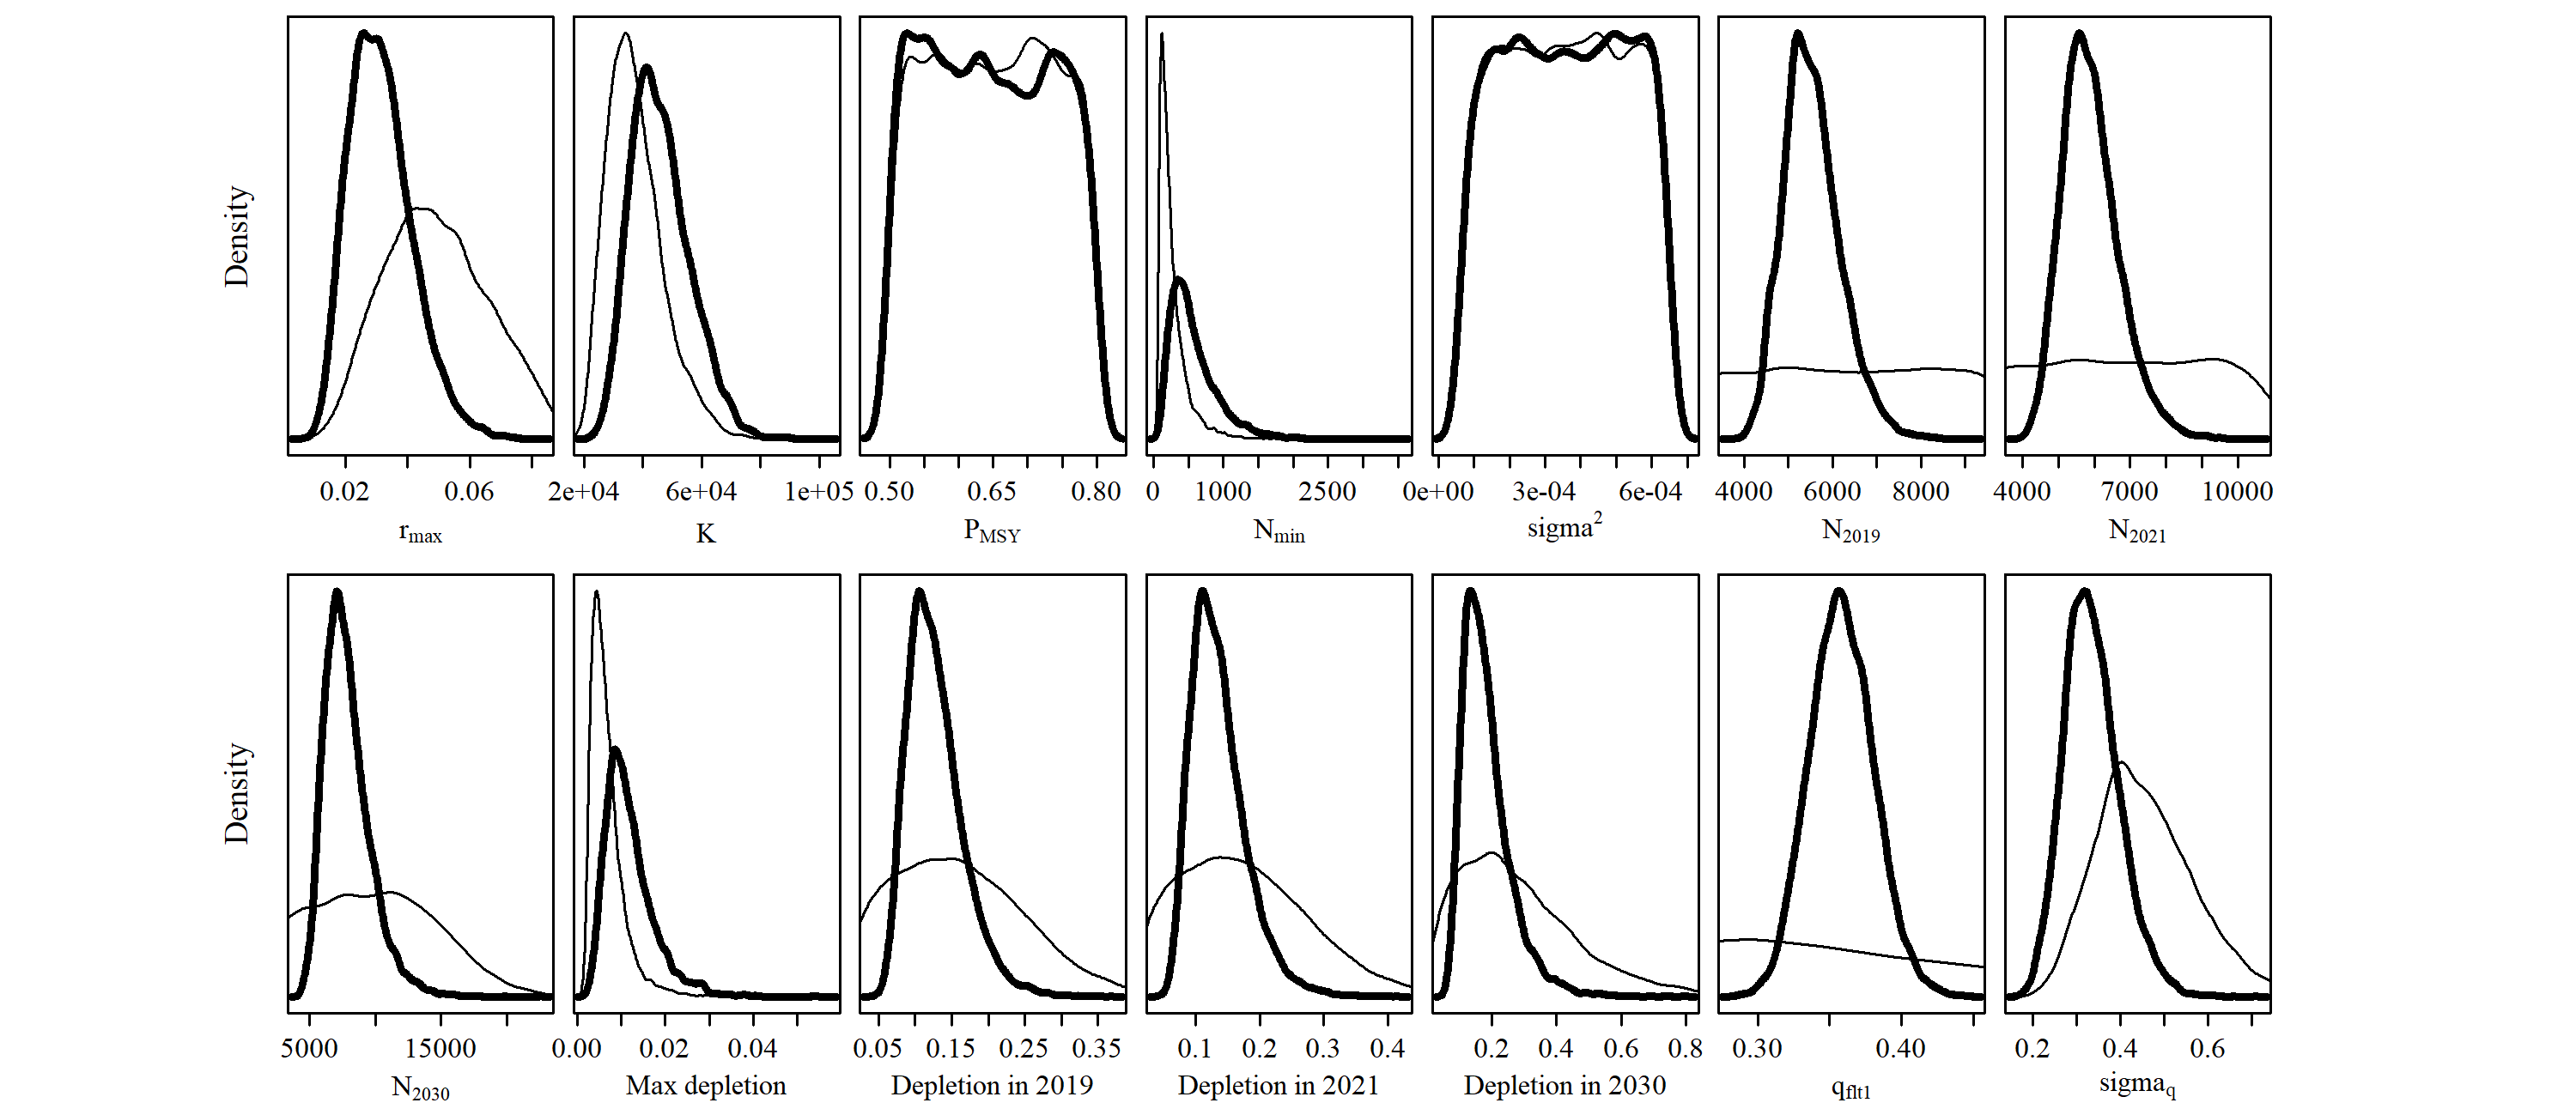 Density
0.02 0.06 2e+04 6e+04 1e+05 0.50 0.65 0.80 0 1000 2500 0e+00 3e-04 6e-04 4000 6000 8000 4000 7000 10000
r_max K P_MSY N_min sigma² N_2019 N_2021
Density
5000 15000 0.00 0.02 0.04 0.05 0.15 0.25 0.35 0.1 0.2 0.3 0.4 0.2 0.4 0.6 0.8 0.30 0.40 0.2 0.4 0.6
N_2030 Max depletion Depletion in 2019 Depletion in 2021 Depletion in 2030 q_flt1 sigma_q